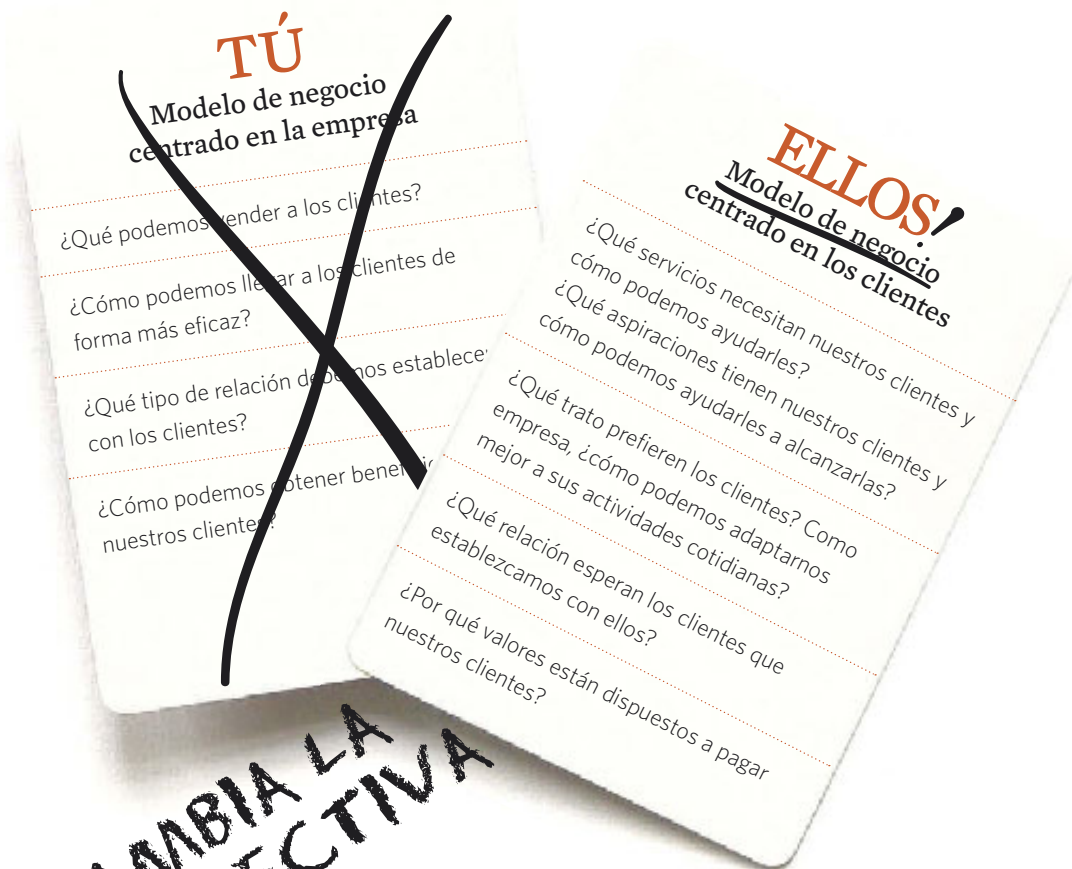 TÚ
Modelo de negocio
centrado en la empresa
¿Qué podemos vender a los clientes?
¿Cómo podemos llevar a los clientes de
forma más eficaz?
¿Qué tipo de relación debemos establecer
con los clientes?
¿Cómo podemos obtener
nuestros clientes?
ELLOS!
Modelo de negocio
centrado en los clientes
¿Qué servicios necesitan nuestros clientes y
cómo podemos ayudarles?
¿Qué aspiraciones tienen nuestros clientes y
cómo podemos ayudarles a alcanzarlas?
¿Qué trato prefieren los clientes? Como
empresa, ¿cómo podemos adaptarnos
mejor a sus actividades cotidianas?
¿Qué relación esperan los clientes que
establezcamos con ellos?
¿Por qué valores están dispuestos a pagar
nuestros clientes?
LA